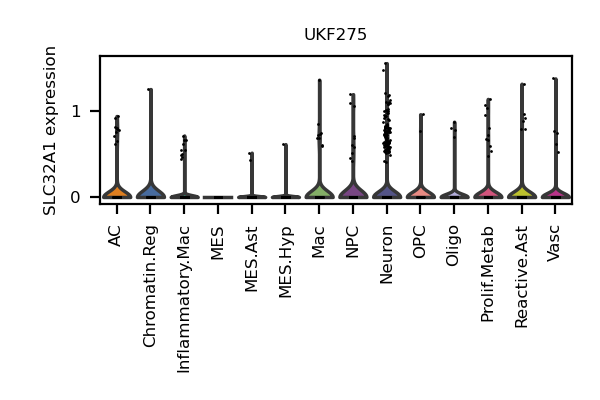 UKF275
SLC32A1 expression
1
0
AC
Chromatin.Reg
Inflammatory.Mac
MES
MES.Ast
MES.Hyp
Mac
NPC
Neuron
OPC
Oligo
Prolif.Metab
Reactive.Ast
Vasc